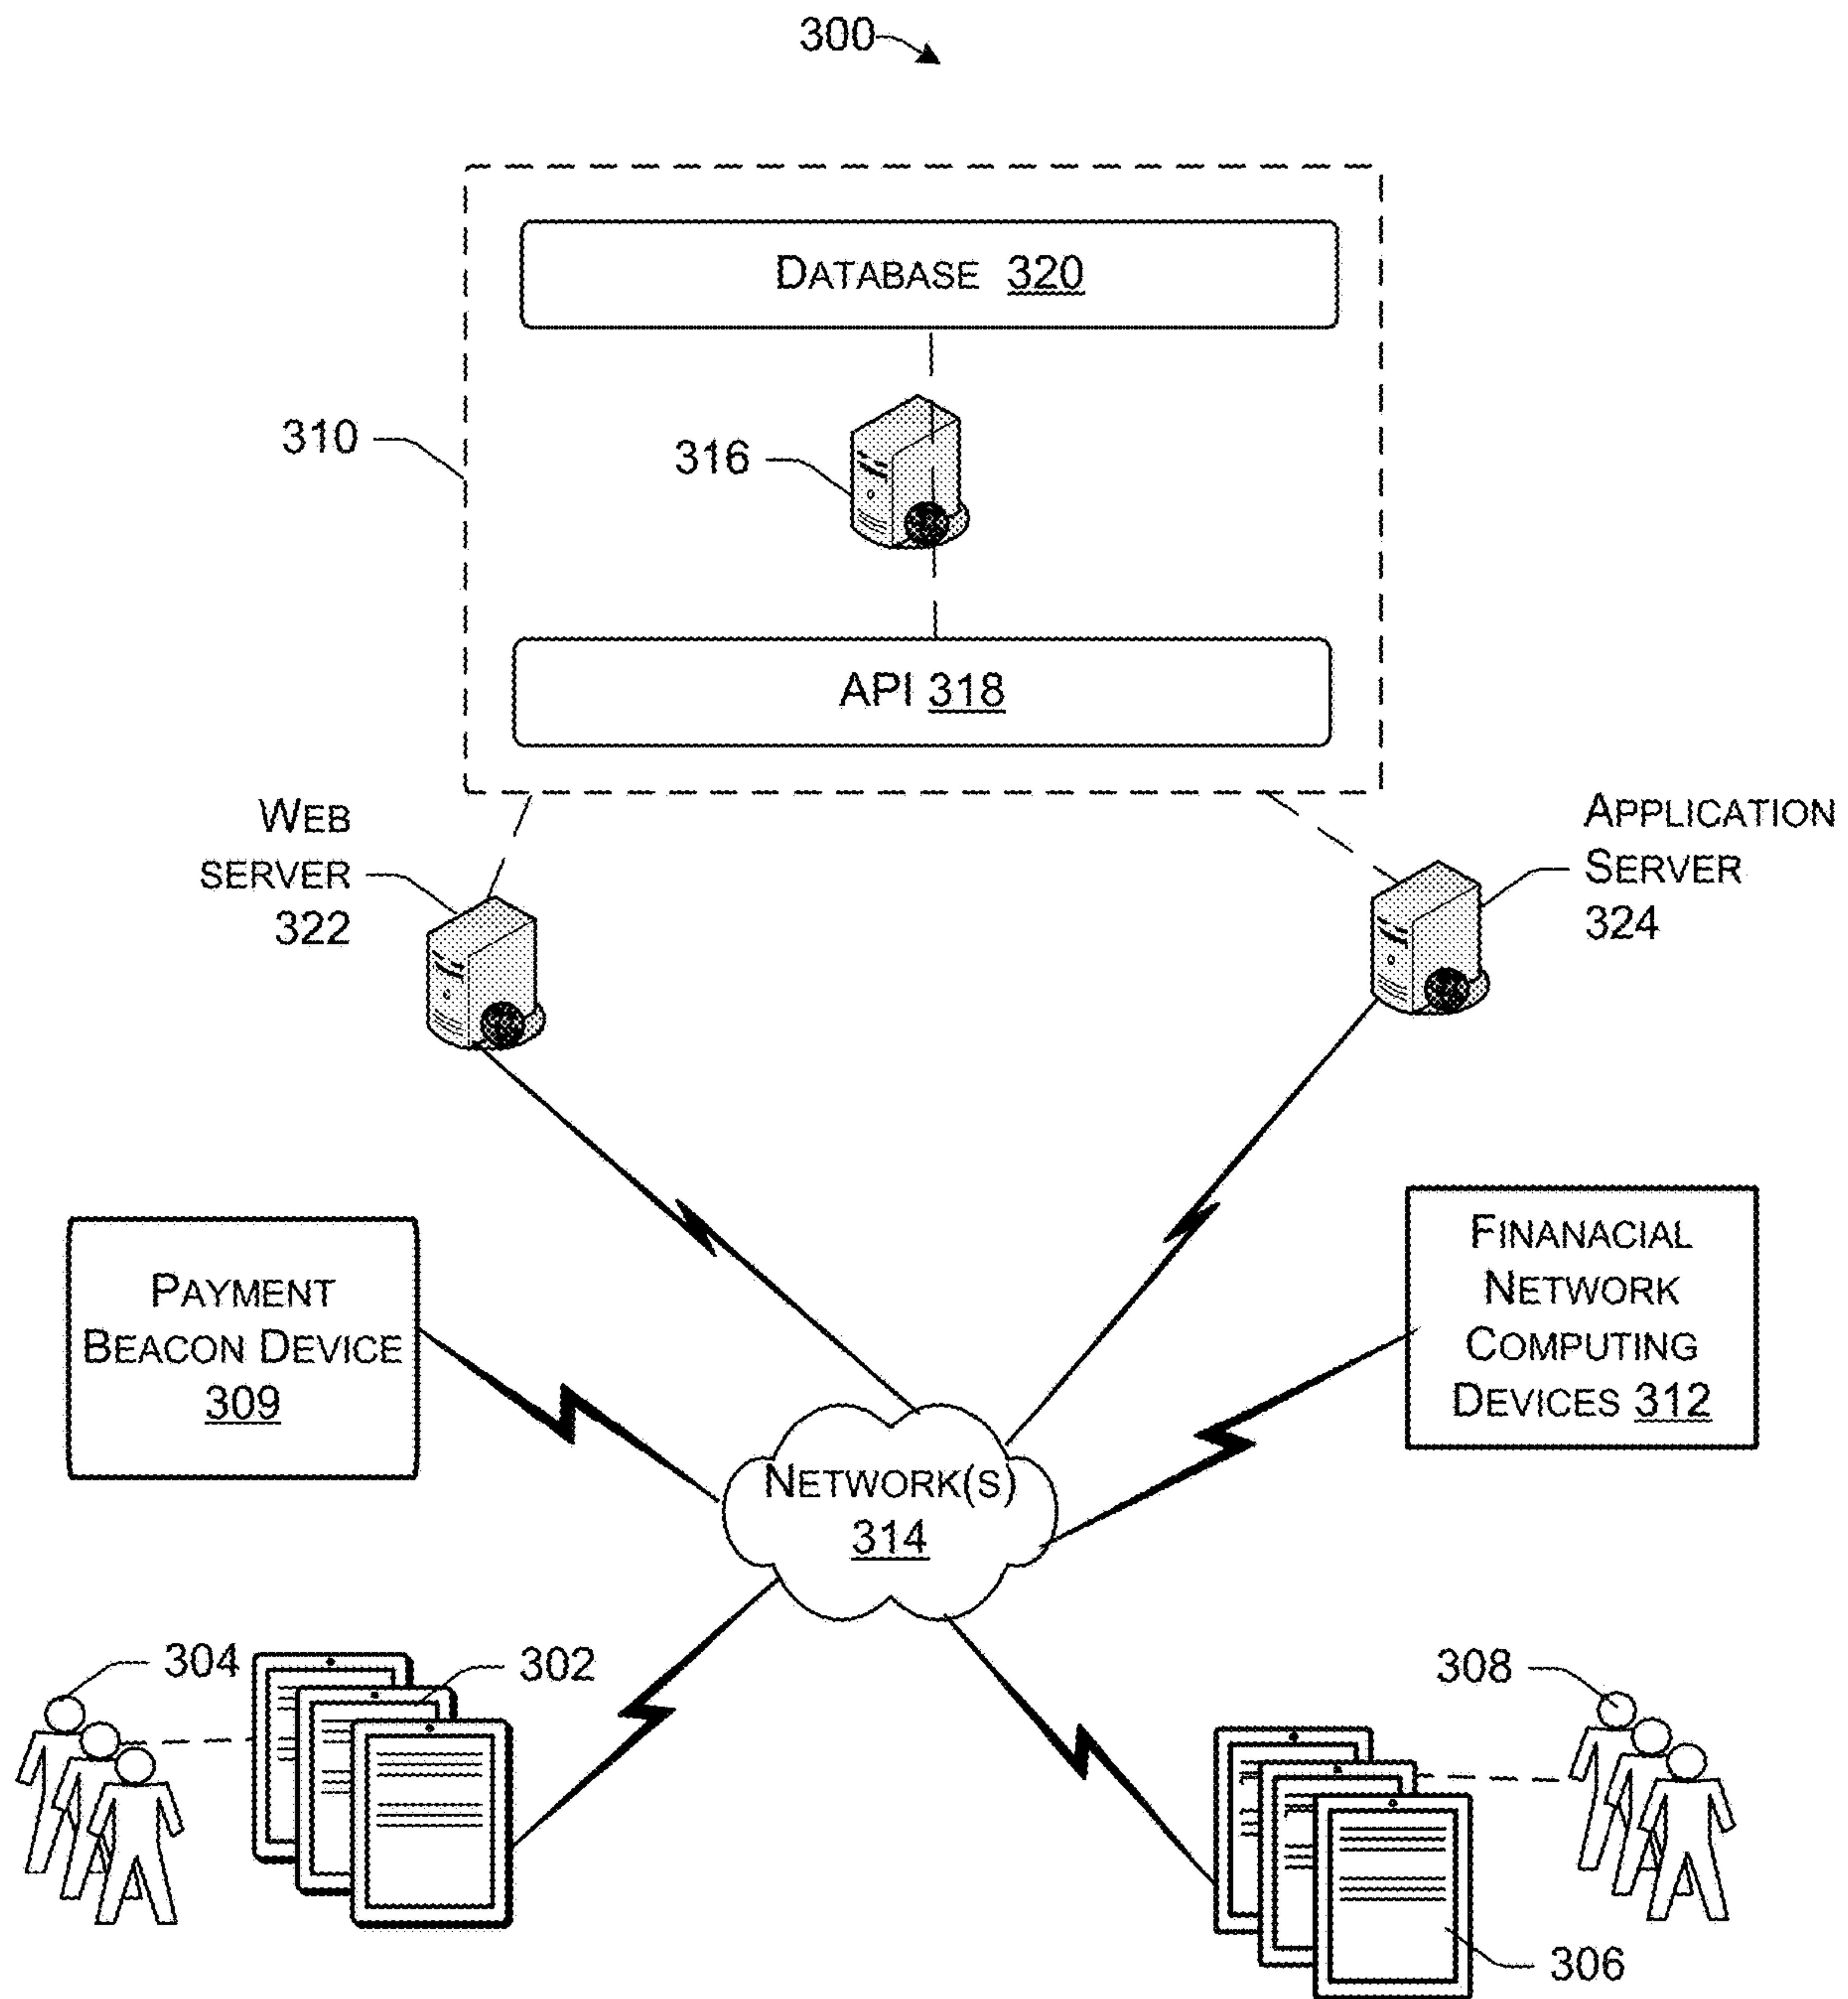 300
DATABASE 320
310
316
API 318
WEB
SERVER
322
APPLICATION
SERVER
324
PAYMENT
BEACON DEVICE
309
FINANACIAL
NETWORK
COMPUTING
DEVICES 312
NETWORK(S)
314
304
302
308
306